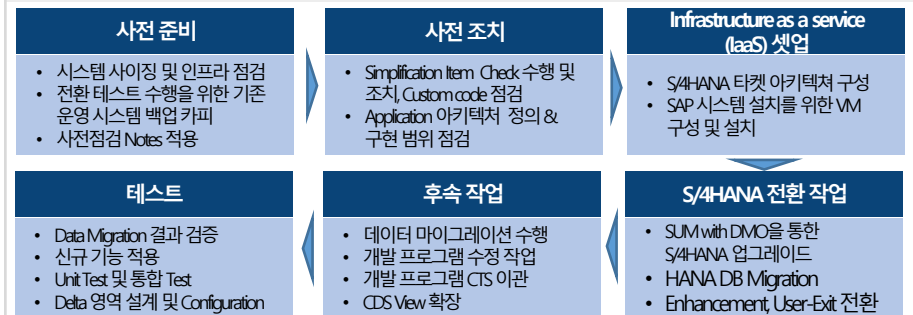 사전 준비
• 시스템 사이징 및 인프라 점검
• 전환 테스트 수행을 위한 기존
운영 시스템 백업 카피
• 사전점검 Notes 적용
사전 조치
• Simplification Item Check 수행 및
조치, Custom code 점검
• Application 아키텍처 정의 &
구현 범위 점검
Infrastructure as a service
(IaaS) 셋업
• S/4HANA 타켓 아키텍쳐 구성
• SAP 시스템 설치를 위한 VM
구성 및 설치
S/4HANA 전환 작업
• SUM with DMO을 통한
S/4HANA 업그레이드
• HANA DB Migration
• Enhancement, User-Exit 전환
후속 작업
• 데이터 마이그레이션 수행
• 개발 프로그램 수정 작업
• 개발 프로그램 CTS 이관
• CDS View 확장
테스트
• Data Migration 결과 검증
• 신규 기능 적용
• Unit Test 및 통합 Test
• Delta 영역 설계 및 Configuration